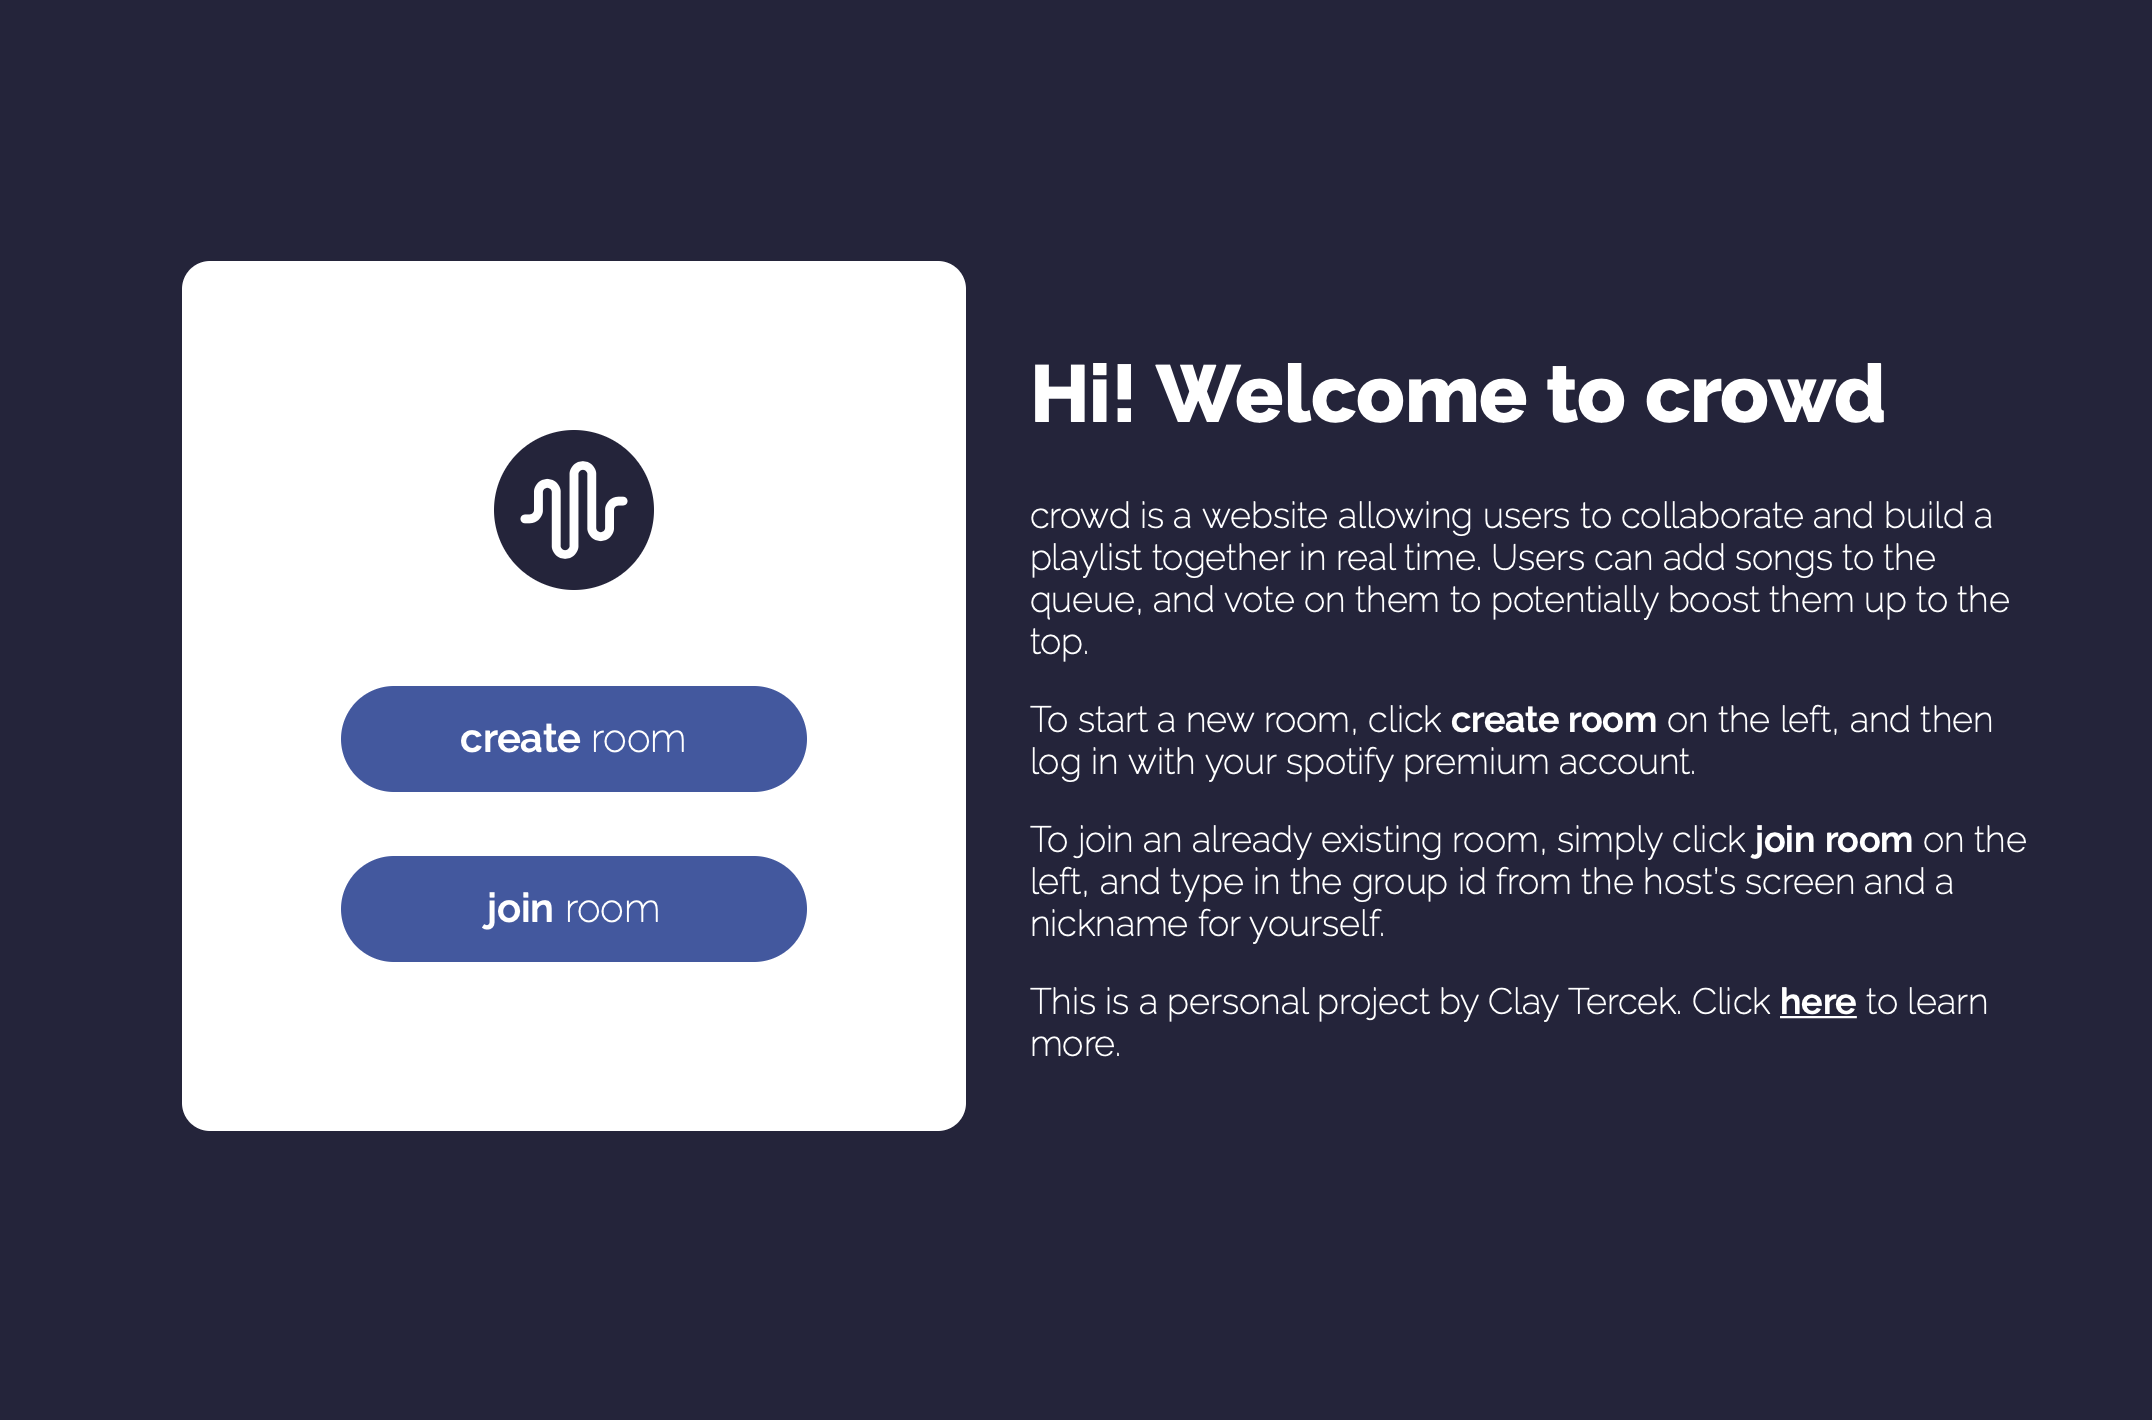 create room
join room
Hi! Welcome to crowd
crowd is a website allowing users to collaborate and build a
playlist together in real time. Users can add songs to the
queue, and vote on them to potentially boost them up to the
top.
To start a new room, click create room on the left, and then
log in with your spotify premium account.
To join an already existing room, simply click join room on the
left, and type in the group id from the host's screen and a
nickname for yourself.
This is a personal project by Clay Tercek. Click here to learn
more.